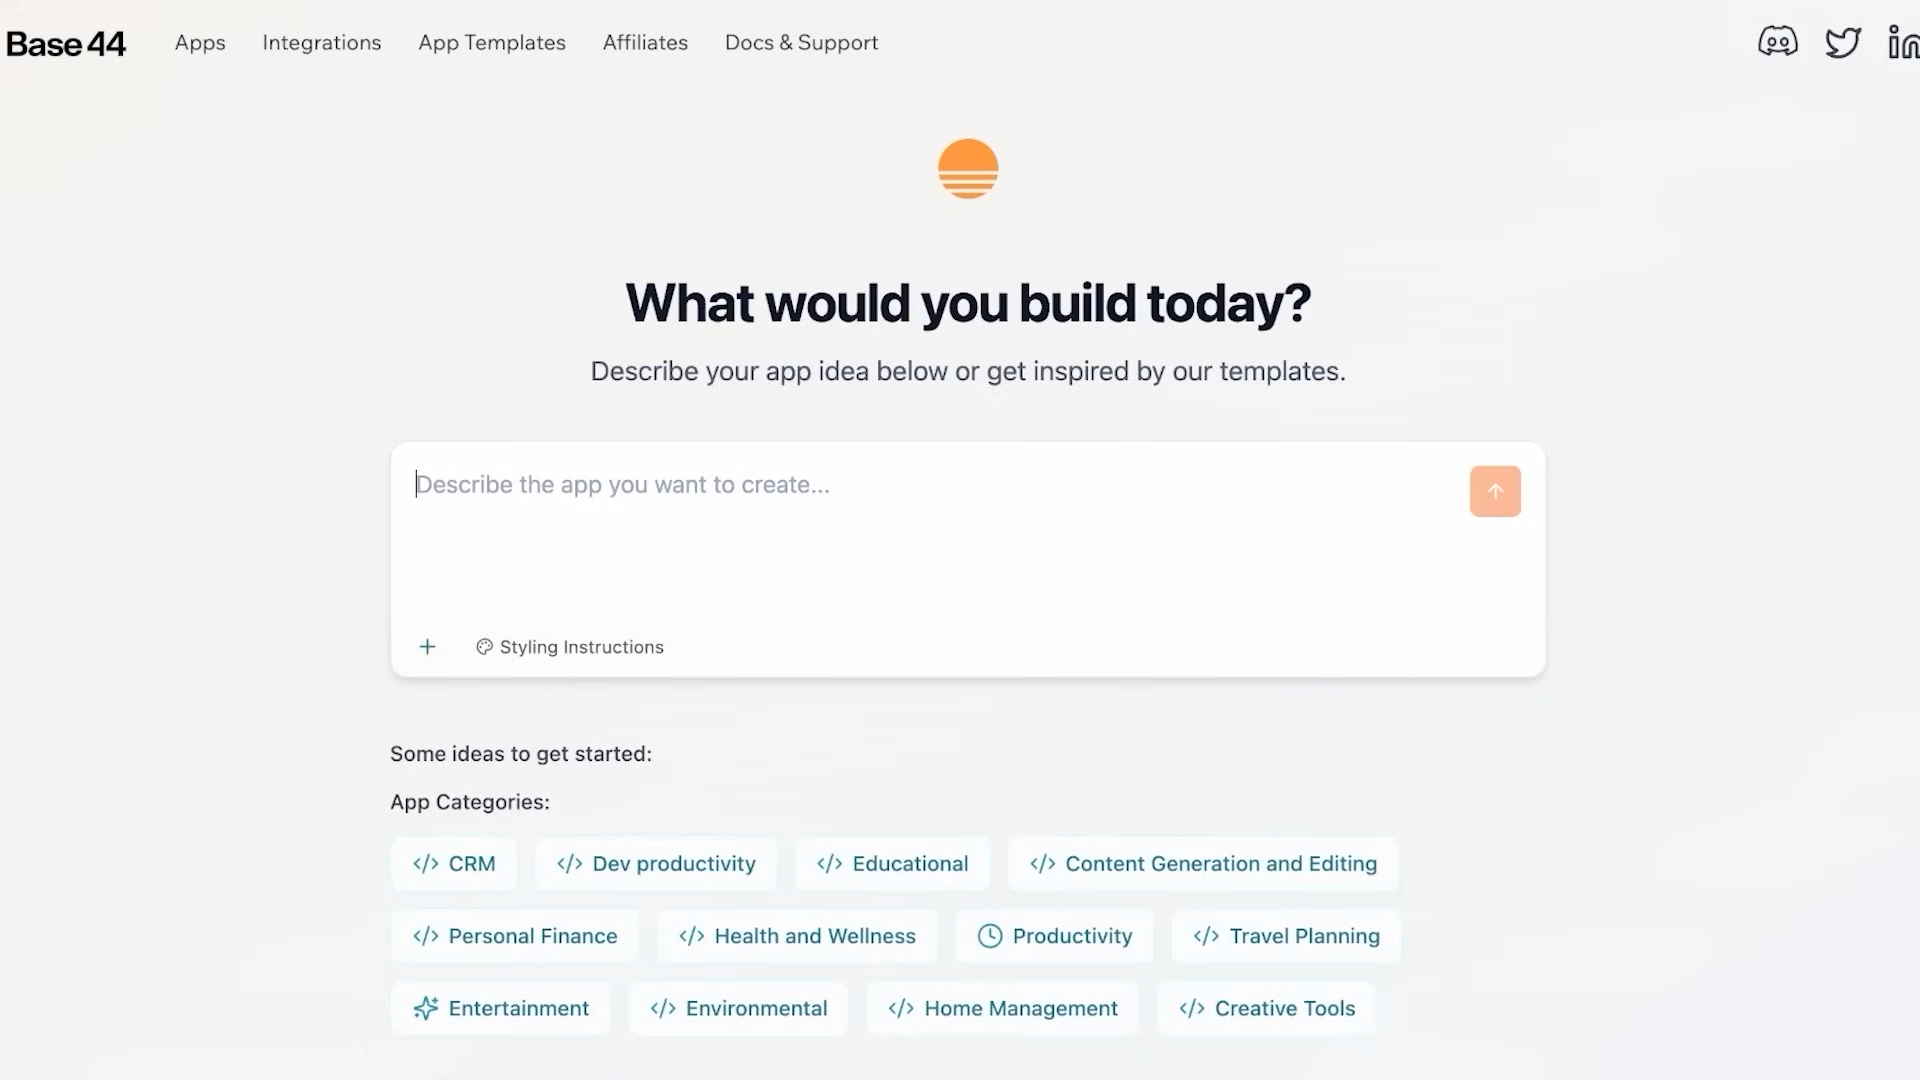 Base 44 Apps Integrations App Templates Affiliates Docs & Support
What would you build today?
Describe your app idea below or get inspired by our templates.
Describe the app you want to create...
Styling Instructions
Some ideas to get started:
App Categories:
CRM Dev productivity Educational Content Generation and Editing
Personal Finance Health and Wellness Productivity Travel Planning
Entertainment Environmental Home Management Creative Tools